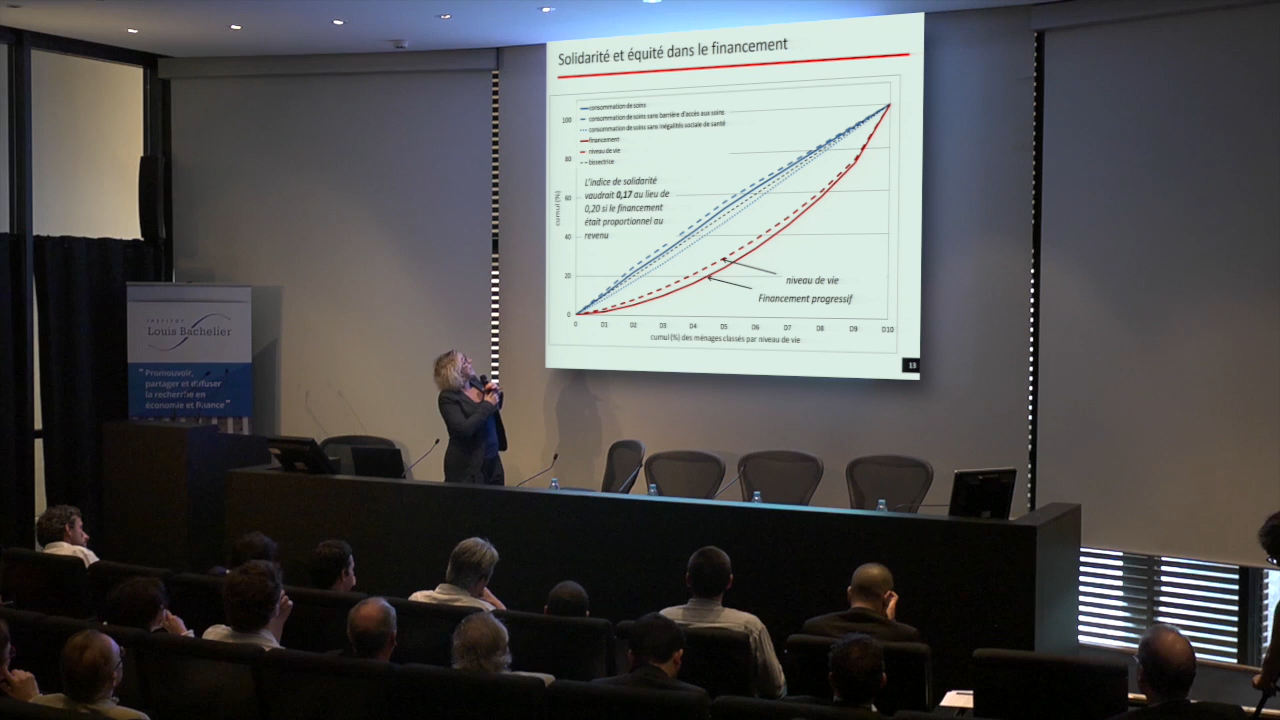 Solidarité et équité dans le financement
consommation de soins
consommation de soins sans barrière d'accès aux soins
consommation de soins sans inégalités sociale de santé
financement
niveau de vie
bissectrice
L'indice de solidarité
vaudrait 0,17 au lieu de
0,20 si le financement
était proportionnel au
revenu
cumul (%)
100
80
60
40
20
0
niveau de vie
Financement progressif
0 D1 D2 D3 D4 D5 D6 D7 D8 D9 D10
cumul (%) des ménages classés par niveau de vie
13
INSTITUT
Louis Bachelier
"Promouvoir,
partager et diffuser
la recherche en
économie et finance"